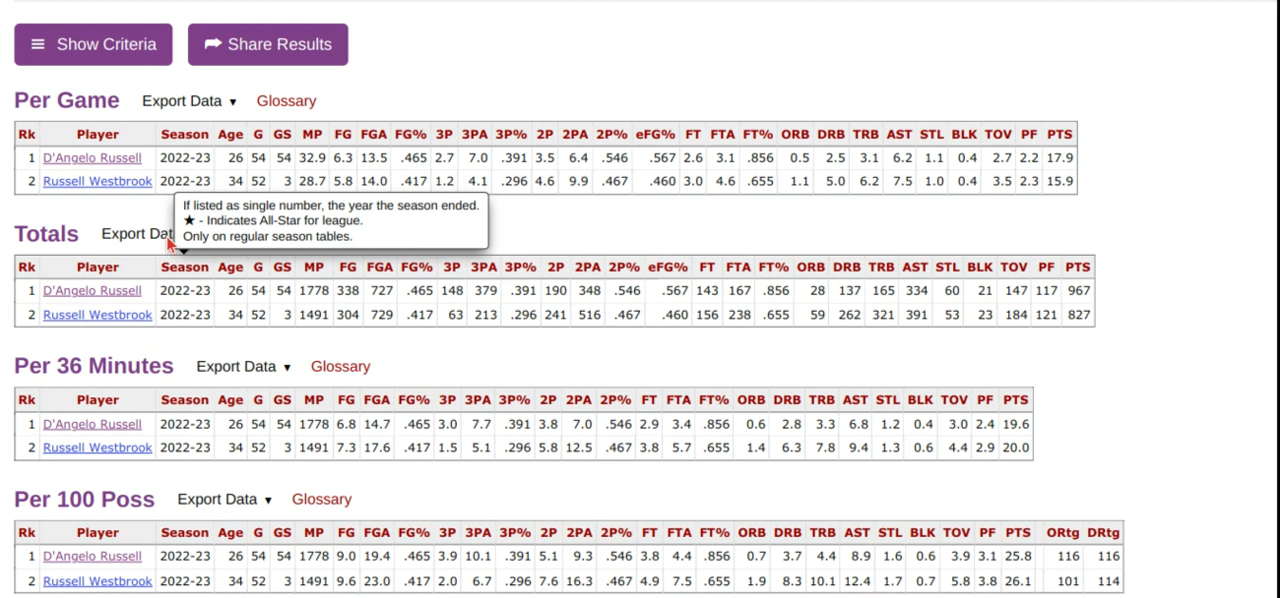 Show Criteria Share Results
Per Game Export Data ▼ Glossary
Rk Player Season Age G GS MP FG FGA FG% 3P 3PA 3P% 2P 2PA 2P% eFG% FT FTA FT% ORB DRB TRB AST STL BLK TOV PF PTS
1 D'Angelo Russell 2022-23 26 54 54 32.9 6.3 13.5 .465 2.7 7.0 .391 3.5 6.4 .546 .567 2.6 3.1 .856 0.5 2.5 3.1 6.2 1.1 0.4 2.7 2.2 17.9
2 Russell Westbrook 2022-23 34 52 3 28.7 5.8 14.0 .417 1.2 4.1 .296 4.6 9.9 .467 .460 3.0 4.6 .655 1.1 5.0 6.2 7.5 1.0 0.4 3.5 2.3 15.9
If listed as single number, the year the season ended.
★ - Indicates All-Star for league.
Only on regular season tables.
Totals Export Dat
Rk Player Season Age G GS MP FG FGA FG% 3P 3PA 3P% 2P 2PA 2P% eFG% FT FTA FT% ORB DRB TRB AST STL BLK TOV PF PTS
1 D'Angelo Russell 2022-23 26 54 54 1778 338 727 .465 148 379 .391 190 348 .546 .567 143 167 .856 28 137 165 334 60 21 147 117 967
2 Russell Westbrook 2022-23 34 52 3 1491 304 729 .417 63 213 .296 241 516 .467 .460 156 238 .655 59 262 321 391 53 23 184 121 827
Per 36 Minutes Export Data ▼ Glossary
Rk Player Season Age G GS MP FG FGA FG% 3P 3PA 3P% 2P 2PA 2P% FT FTA FT% ORB DRB TRB AST STL BLK TOV PF PTS
1 D'Angelo Russell 2022-23 26 54 54 1778 6.8 14.7 .465 3.0 7.7 .391 3.8 7.0 .546 2.9 3.4 .856 0.6 2.8 3.3 6.8 1.2 0.4 3.0 2.4 19.6
2 Russell Westbrook 2022-23 34 52 3 1491 7.3 17.6 .417 1.5 5.1 .296 5.8 12.5 .467 3.8 5.7 .655 1.4 6.3 7.8 9.4 1.3 0.6 4.4 2.9 20.0
Per 100 Poss Export Data ▼ Glossary
Rk Player Season Age G GS MP FG FGA FG% 3P 3PA 3P% 2P 2PA 2P% FT FTA FT% ORB DRB TRB AST STL BLK TOV PF PTS ORtg DRtg
1 D'Angelo Russell 2022-23 26 54 54 1778 9.0 19.4 .465 3.9 10.1 .391 5.1 9.3 .546 3.8 4.4 .856 0.7 3.7 4.4 8.9 1.6 0.6 3.9 3.1 25.8 116 116
2 Russell Westbrook 2022-23 34 52 3 1491 9.6 23.0 .417 2.0 6.7 .296 7.6 16.3 .467 4.9 7.5 .655 1.9 8.3 10.1 12.4 1.7 0.7 5.8 3.8 26.1 101 114